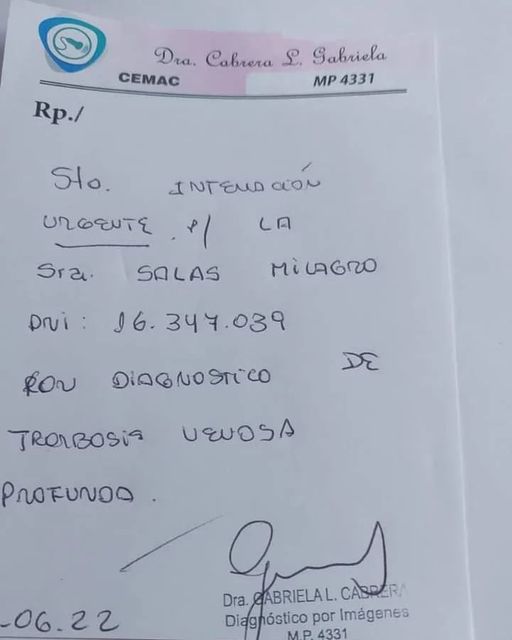 Dra. Cabrera L. Gabriela
CEMAC MP 4331
Rp./
Sto. INTERNACIÓN
URGENTE . p/ LA
Sra. SALAS MILAGRO
DNI : 16.347.039
CON DIAGNOSTICO DE
TROMBOSIS VENOSA
PROFUNDA .
-06.22
Dra. GABRIELA L. CABRERA
Diagnóstico por Imágenes
M.P. 4331